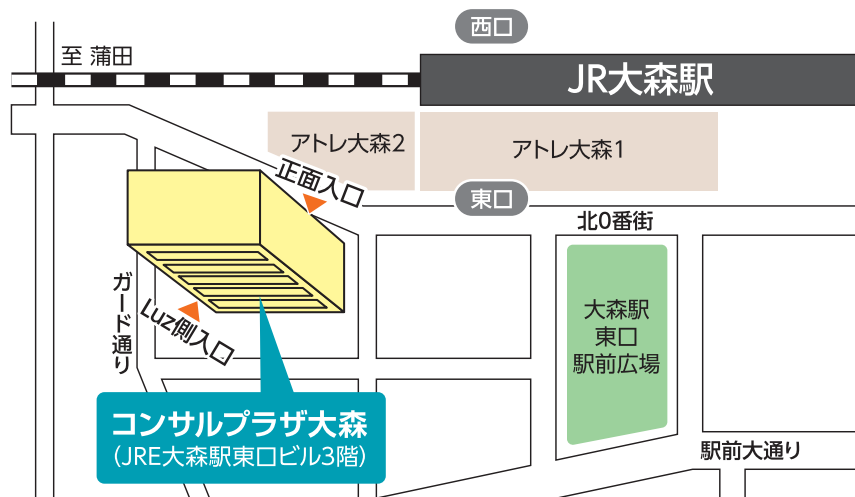 西口
至 蒲田
JR大森駅
アトレ大森2
アトレ大森1
正面入口
東口
北0番街
ガード通り
Luz側入口
大森駅
東口
駅前広場
コンサルプラザ大森
(JRE大森駅東口ビル3階)
駅前大通り